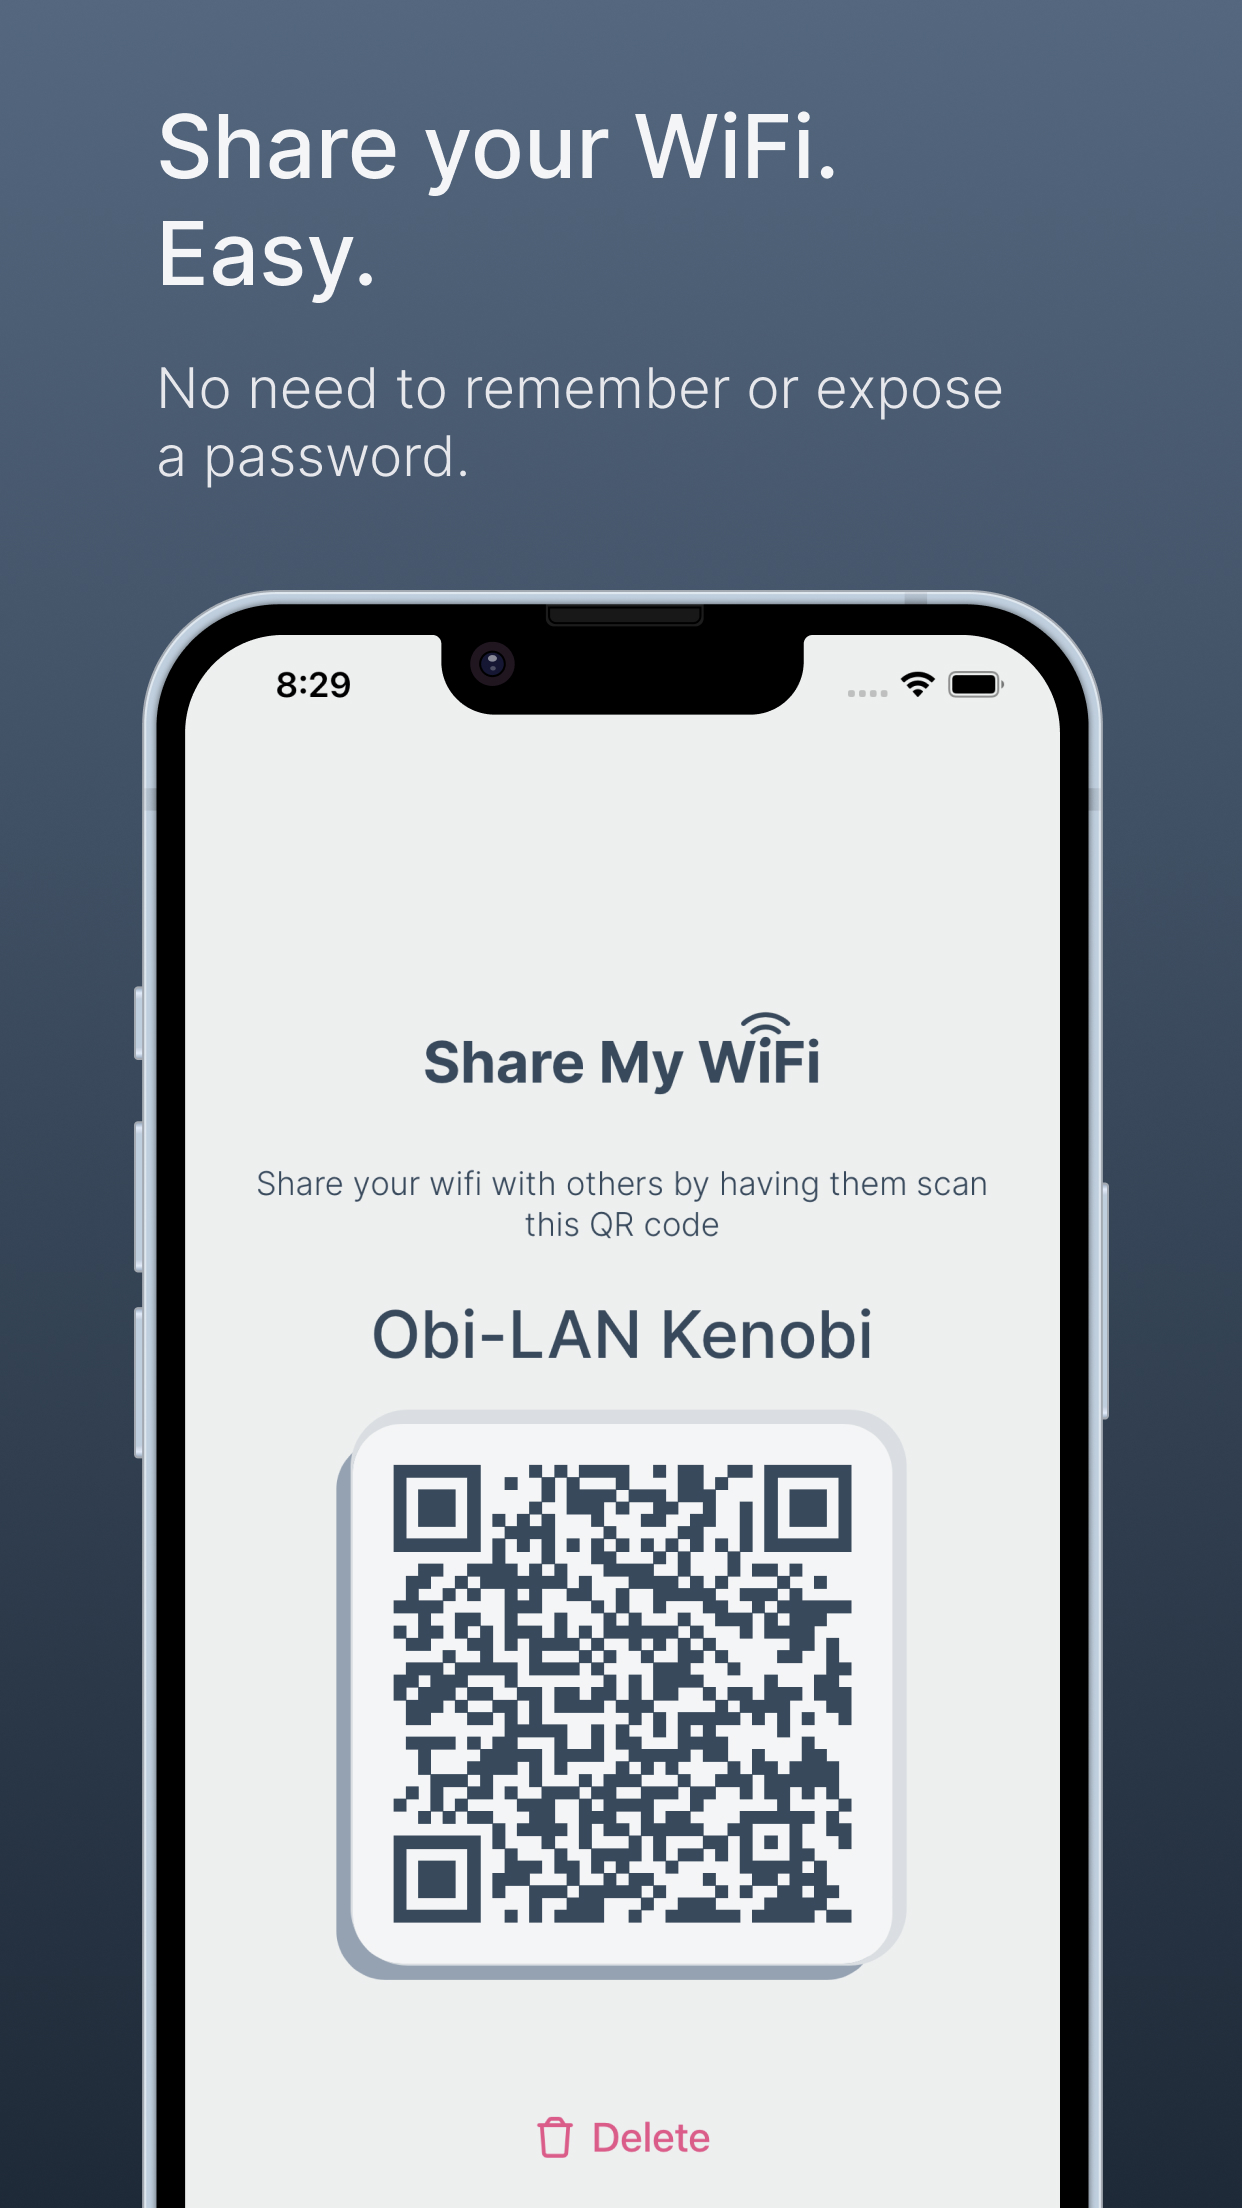 Share your WiFi.
Easy.
No need to remember or expose
a password.
8:29
Share My WiFi
Share your wifi with others by having them scan
this QR code
Obi-LAN Kenobi
Delete